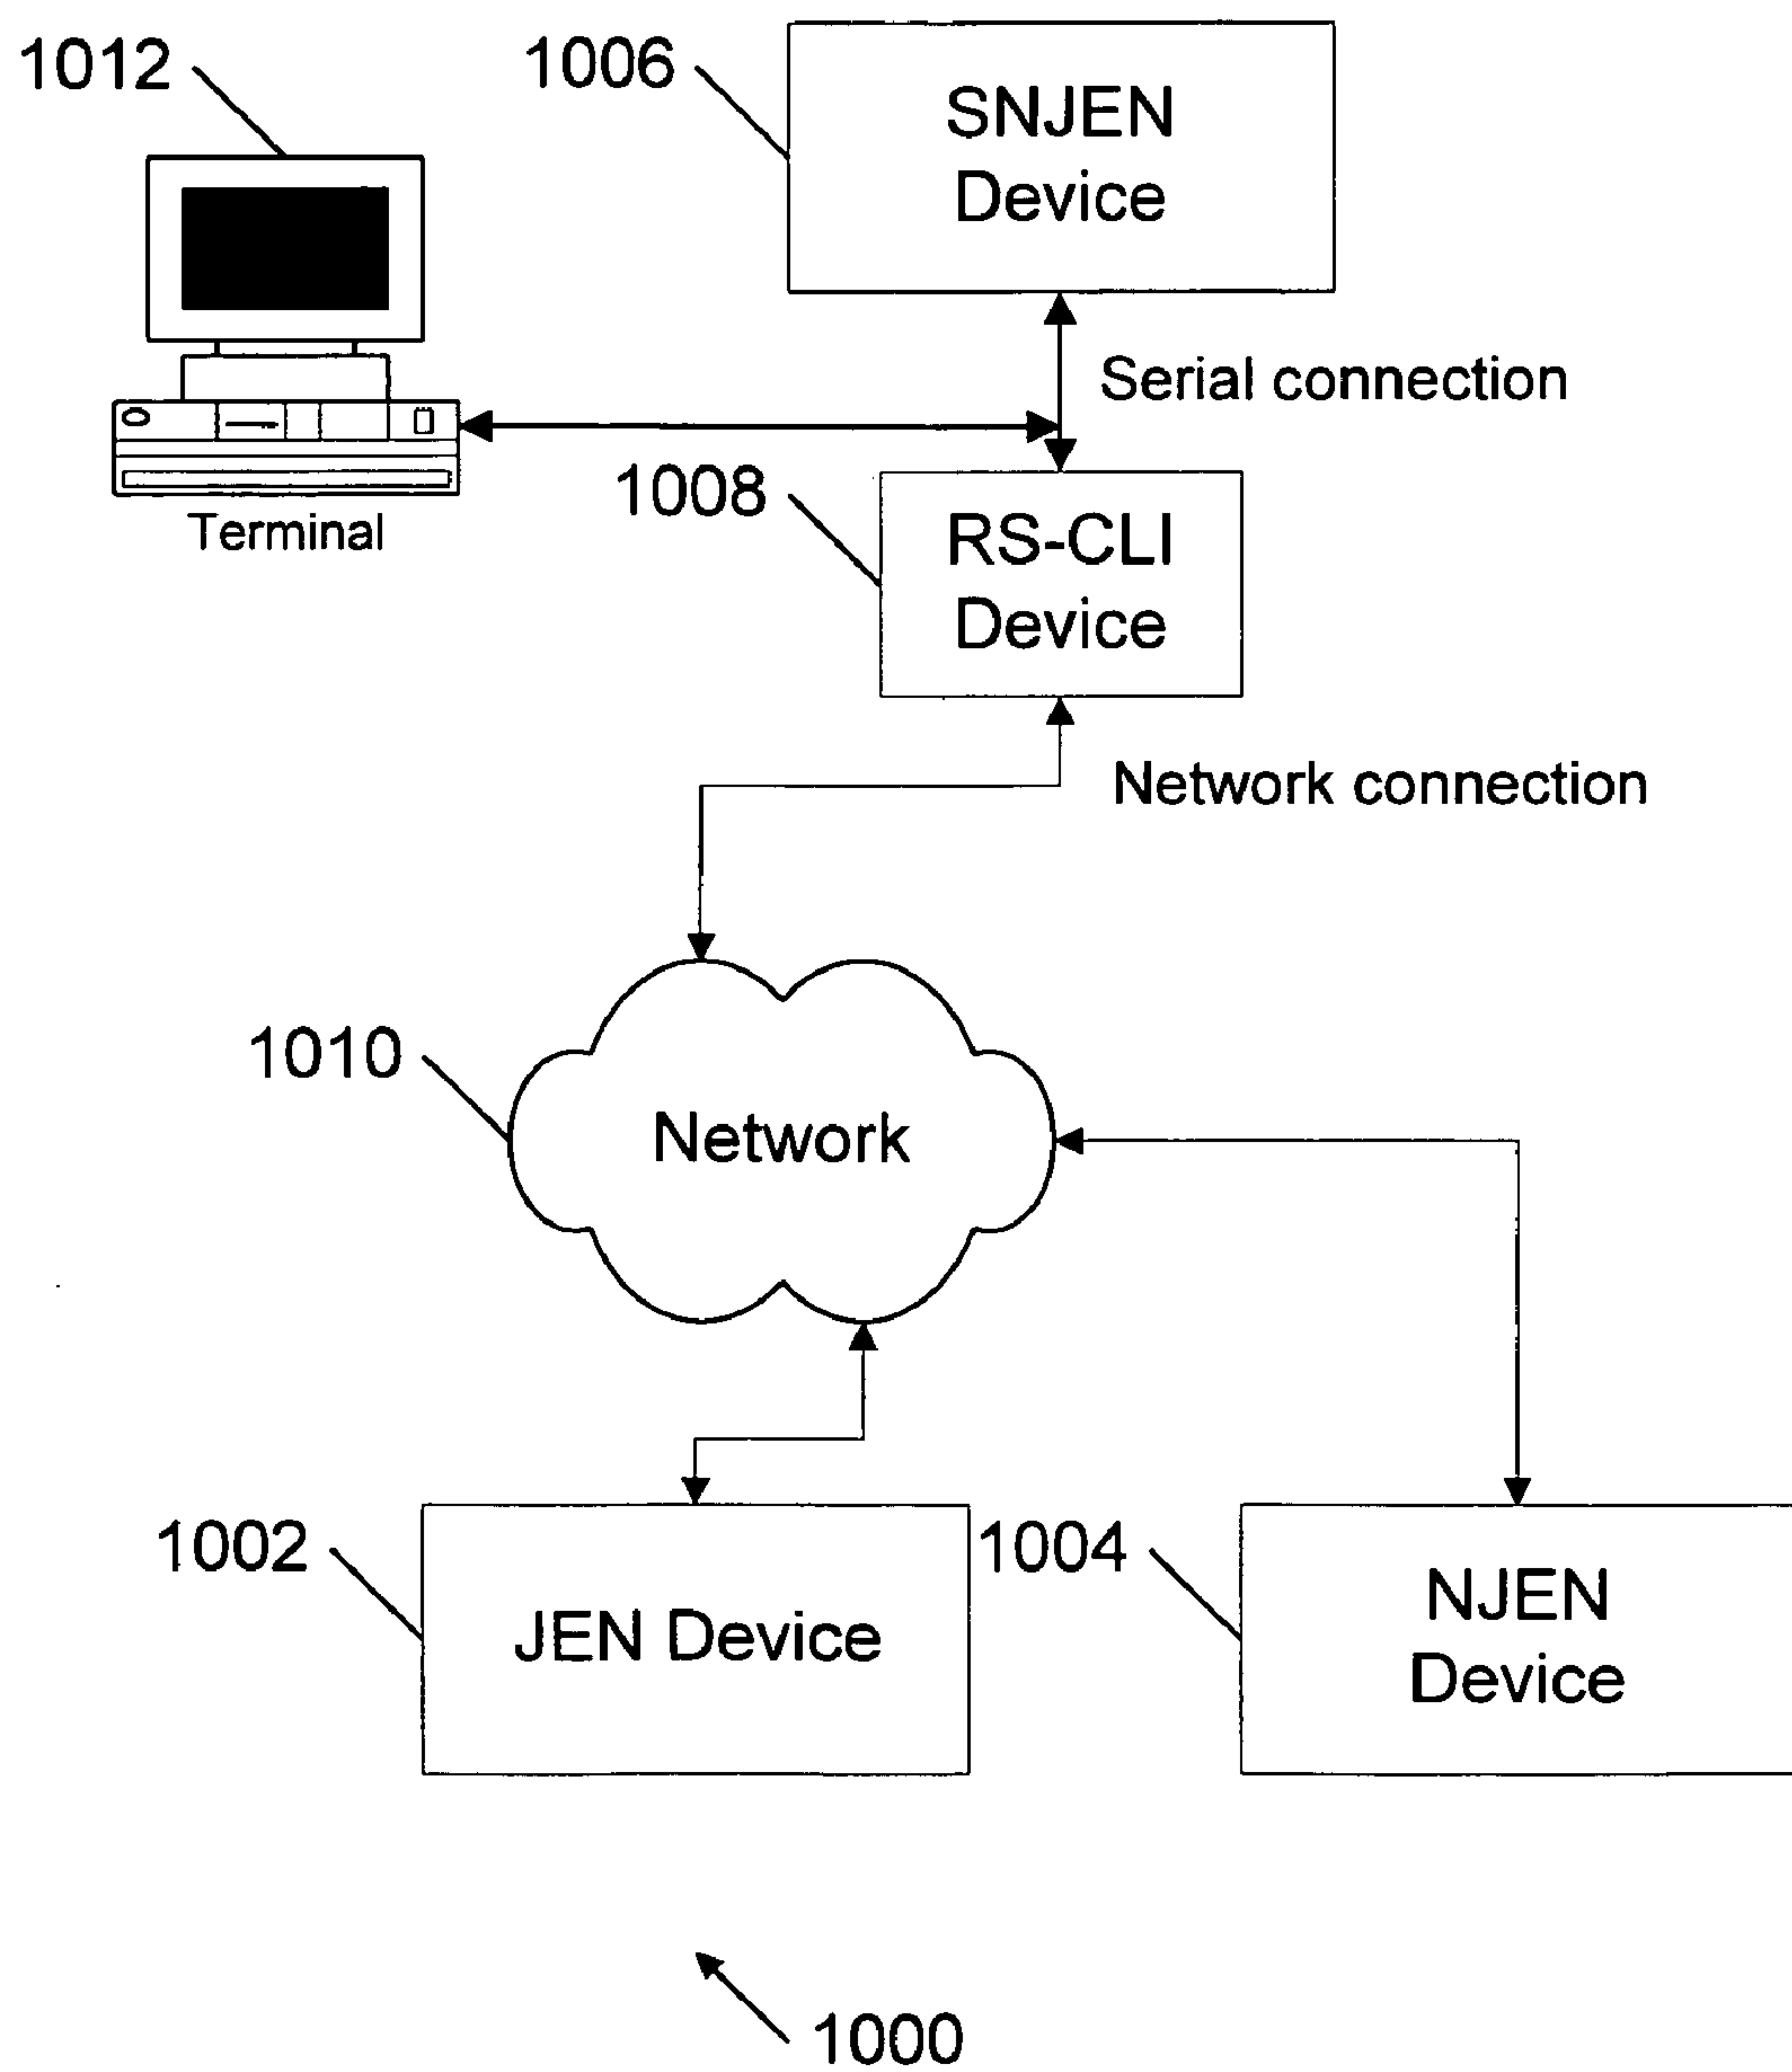 1012
1006
SNJEN
Device
Serial connection
Terminal
1008
RS-CLI
Device
Network connection
1010
Network
1002
JEN Device
1004
NJEN
Device
1000